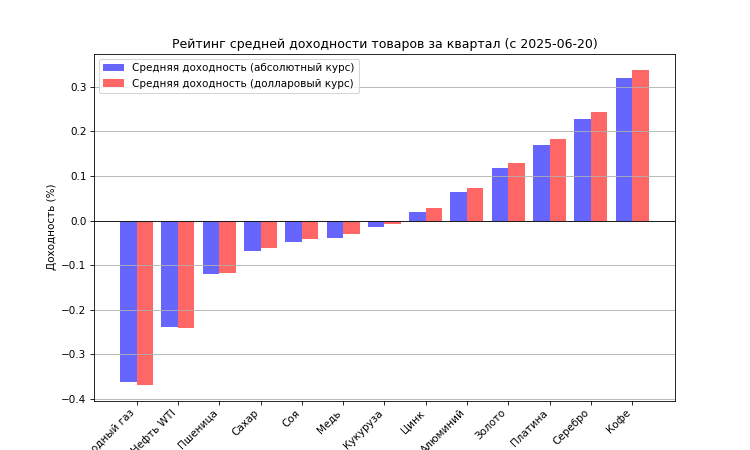 Рейтинг средней доходности товаров за квартал (с 2025-06-20)
Средняя доходность (абсолютный курс)
Средняя доходность (долларовый курс)
Доходность (%)
0.3
0.2
0.1
0.0
−0.1
−0.2
−0.3
−0.4
газ
Нефть WTI
Пшеница
Сахар
Соя
Медь
Кукуруза
Цинк
Алюминий
Золото
Платина
Серебро
Кофе